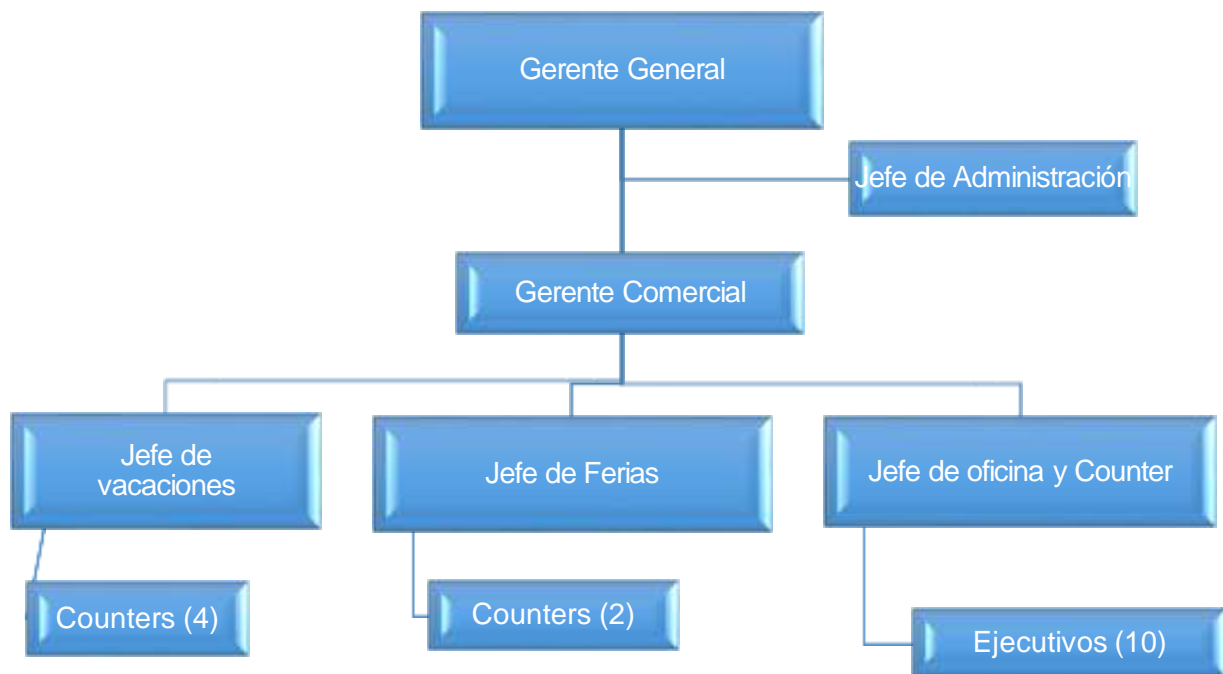 Gerente General
Jefe de Administración
Gerente Comercial
Jefe de
vacaciones
Jefe de Ferias
Jefe de oficina y Counter
Counters (4)
Counters (2)
Ejecutivos (10)